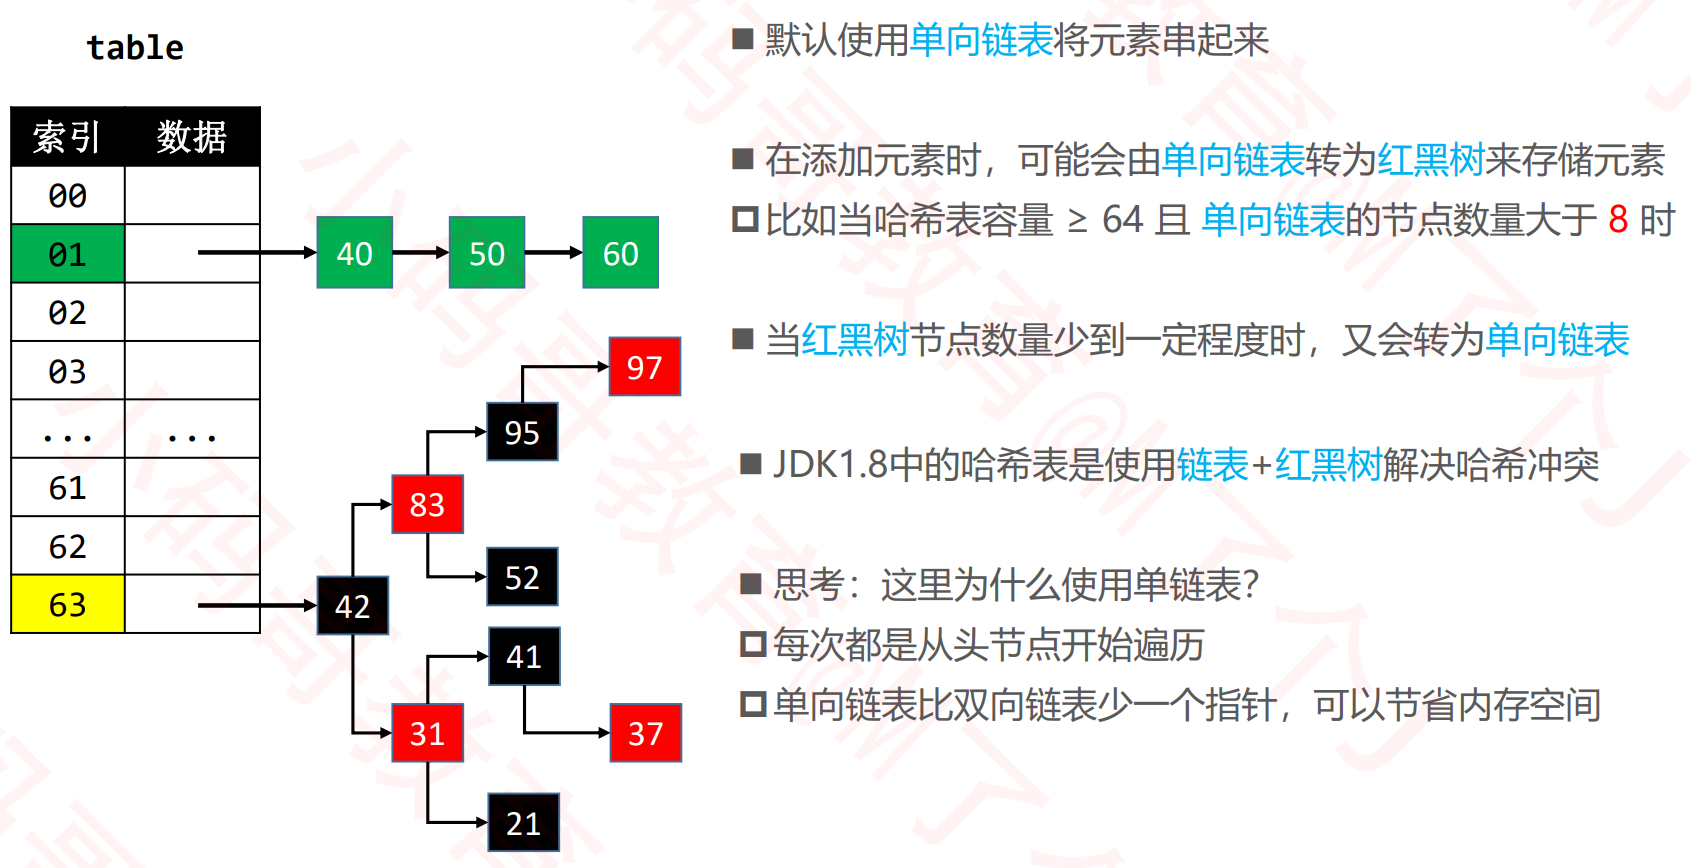 table
索引 数据
00
01
02
03
... ...
61
62
63
40 50 60
97
95
83
52
42
41
31
37
21
■ 默认使用单向链表将元素串起来
■ 在添加元素时，可能会由单向链表转为红黑树来存储元素
比如当哈希表容量 ≥ 64 且 单向链表的节点数量大于 8 时
■ 当红黑树节点数量少到一定程度时，又会转为单向链表
■ JDK1.8中的哈希表是使用链表+红黑树解决哈希冲突
■ 思考：这里为什么使用单链表？
每次都是从头节点开始遍历
单向链表比双向链表少一个指针，可以节省内存空间
小码哥教育@M了个J